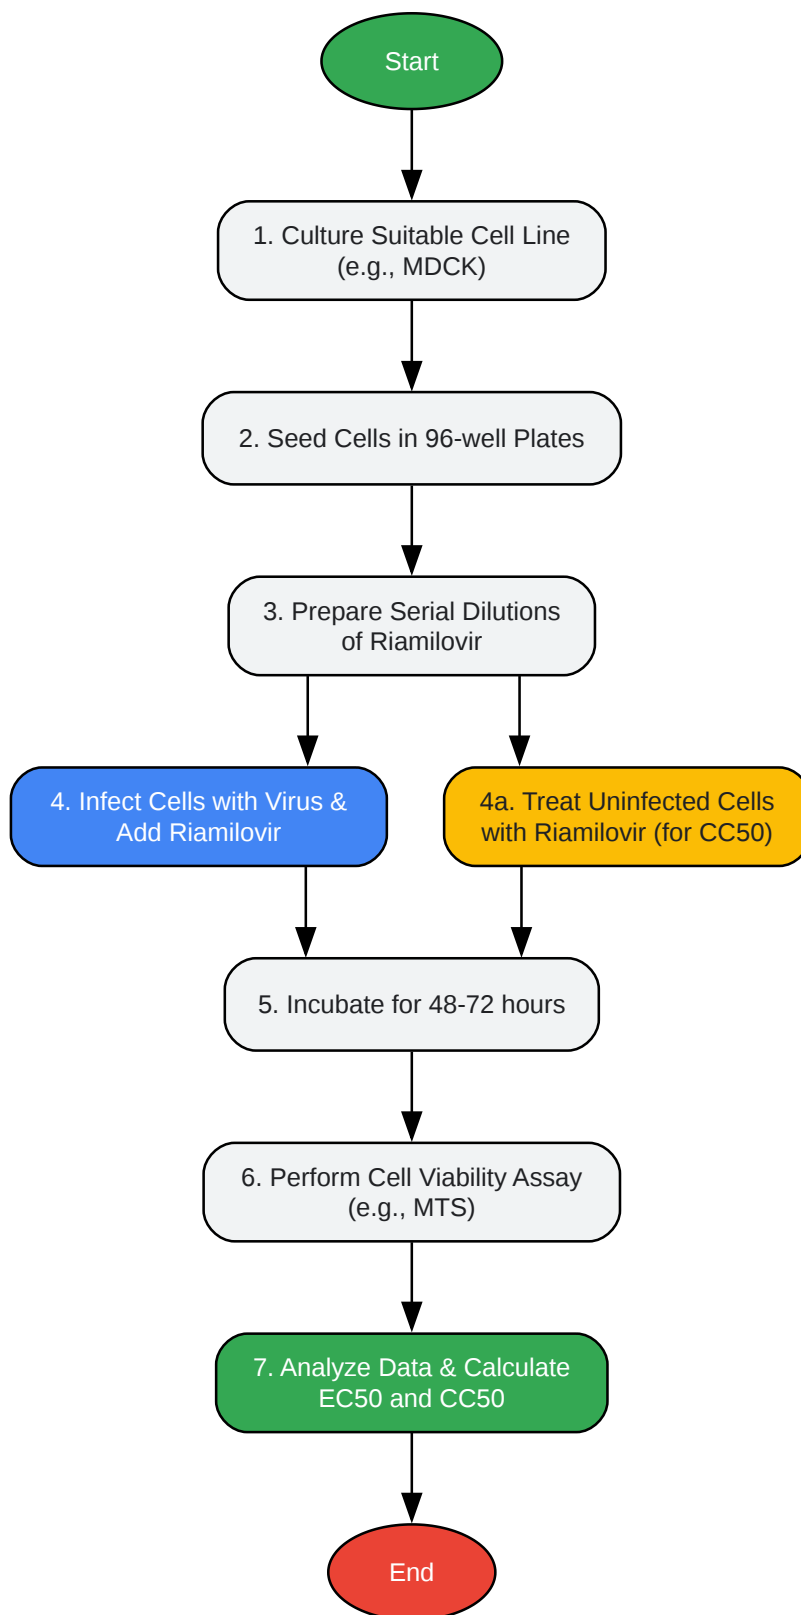 Start
1. Culture Suitable Cell Line
(e.g., MDCK)
2. Seed Cells in 96-well Plates
3. Prepare Serial Dilutions
of Riamilovir
4. Infect Cells with Virus &
Add Riamilovir
4a. Treat Uninfected Cells
with Riamilovir (for CC50)
5. Incubate for 48-72 hours
6. Perform Cell Viability Assay
(e.g., MTS)
7. Analyze Data & Calculate
EC50 and CC50
End